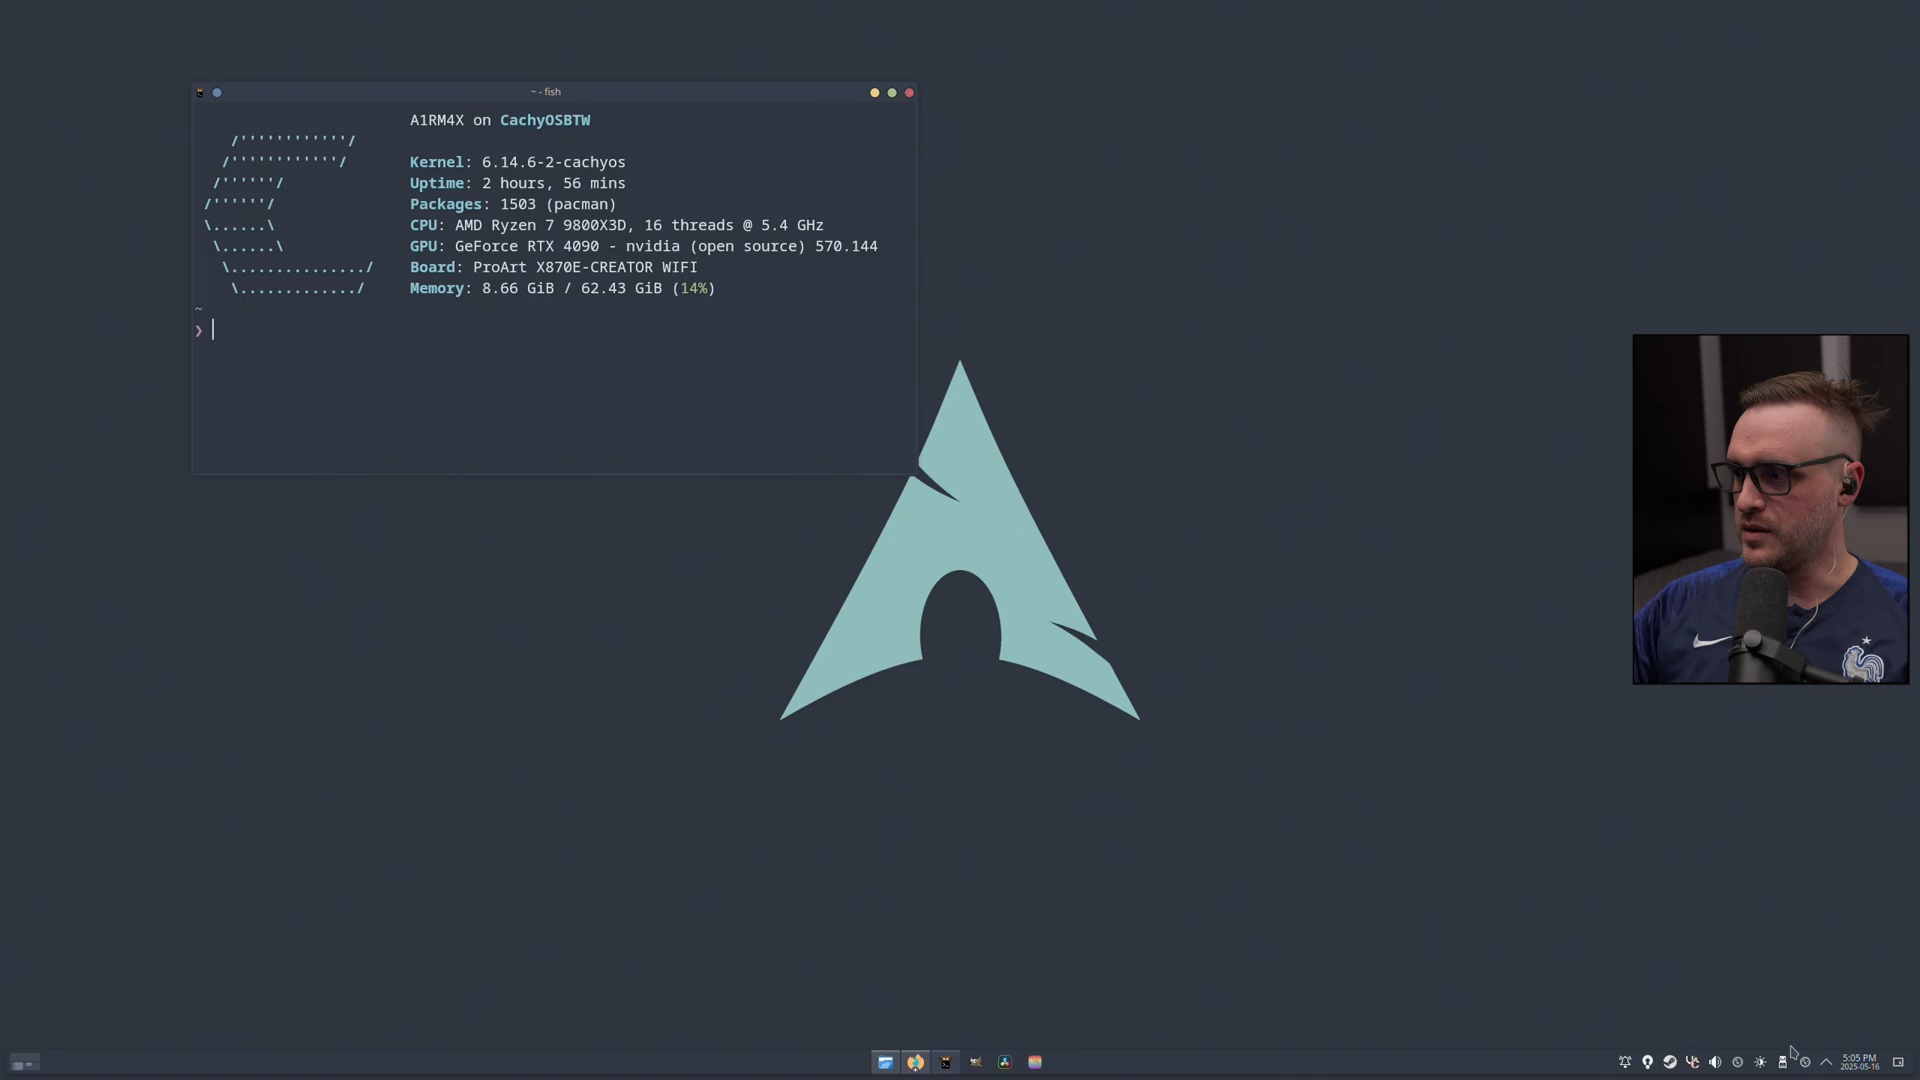 ~ - fish
A1RM4X on CachyOSBTW
Kernel: 6.14.6-2-cachyos
Uptime: 2 hours, 56 mins
Packages: 1503 (pacman)
CPU: AMD Ryzen 7 9800X3D, 16 threads @ 5.4 GHz
GPU: GeForce RTX 4090 - nvidia (open source) 570.144
Board: ProArt X870E-CREATOR WIFI
Memory: 8.66 GiB / 62.43 GiB (14%)
~
❯
5:05 PM
2025-05-16